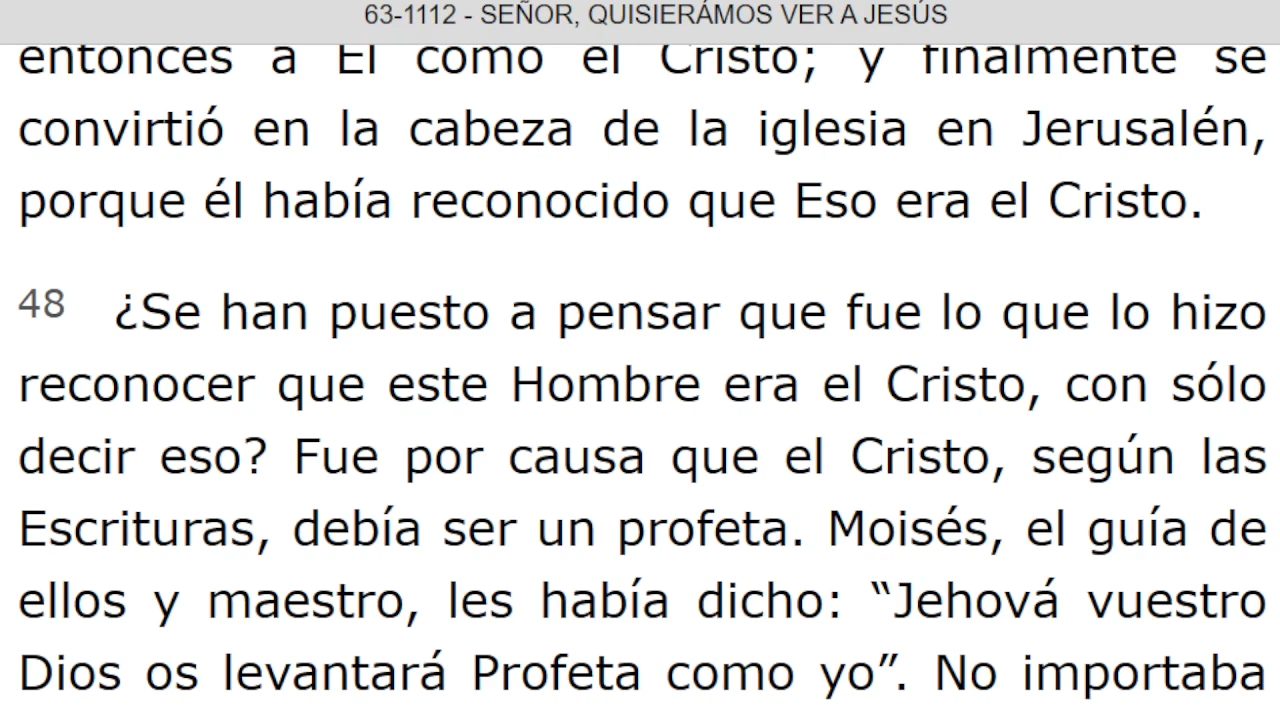 63-1112 - SEÑOR, QUISIERÁMOS VER A JESÚS
entonces a Él como el Cristo; y finalmente se
convirtió en la cabeza de la iglesia en Jerusalén,
porque él había reconocido que Eso era el Cristo.
48 ¿Se han puesto a pensar que fue lo que lo hizo
reconocer que este Hombre era el Cristo, con sólo
decir eso? Fue por causa que el Cristo, según las
Escrituras, debía ser un profeta. Moisés, el guía de
ellos y maestro, les había dicho: “Jehová vuestro
Dios os levantará Profeta como yo”. No importaba